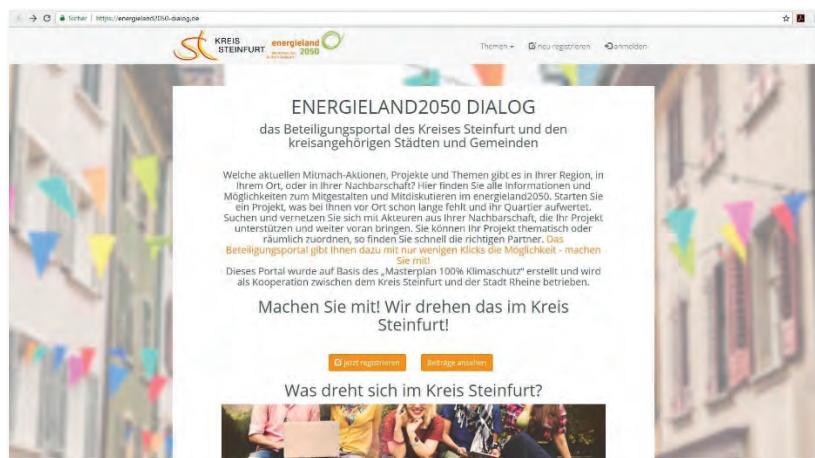 Sicher | https://energieland2050-dialog.de
KREIS
STEINFURT
energieland
2050
Themen
neu registrieren
anmelden
ENERGIELAND2050 DIALOG
das Beteiligungsportal des Kreises Steinfurt und den
kreisangehörigen Städten und Gemeinden
Welche aktuellen Mitmach-Aktionen, Projekte und Themen gibt es in Ihrer Region, in
Ihrem Ort, oder in Ihrer Nachbarschaft? Hier finden Sie alle Informationen und
Möglichkeiten zum Mitgestalten und Mitdiskutieren im energieland2050. Starten Sie
ein Projekt, was bei Ihnen vor Ort schon lange fehlt und ihr Quartier aufwertet.
Suchen und vernetzen Sie sich mit Akteuren aus Ihrer Nachbarschaft, die Ihr Projekt
unterstützen und weiter voran bringen. Sie können Ihr Projekt thematisch oder
räumlich zuordnen, so finden Sie schnell die richtigen Partner. Das
Beteiligungsportal gibt Ihnen dazu mit nur wenigen Klicks die Möglichkeit - machen
Sie mit!
Dieses Portal wurde auf Basis des „Masterplan 100% Klimaschutz" erstellt und wird
als Kooperation zwischen dem Kreis Steinfurt und der Stadt Rheine betrieben.
Machen Sie mit! Wir drehen das im Kreis
Steinfurt!
jetzt registrieren
Beiträge ansehen
Was dreht sich im Kreis Steinfurt?